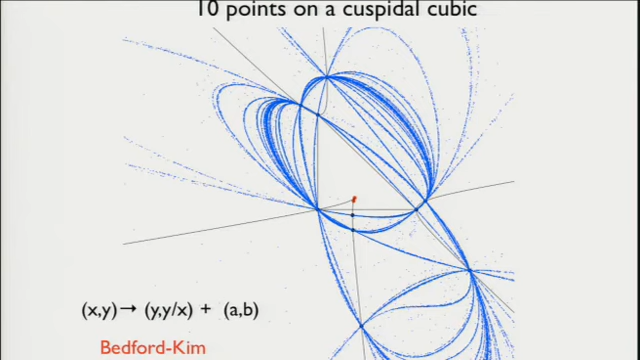 10 points on a cuspidal cubic
(x,y)→ (y,y/x) + (a,b)
Bedford-Kim